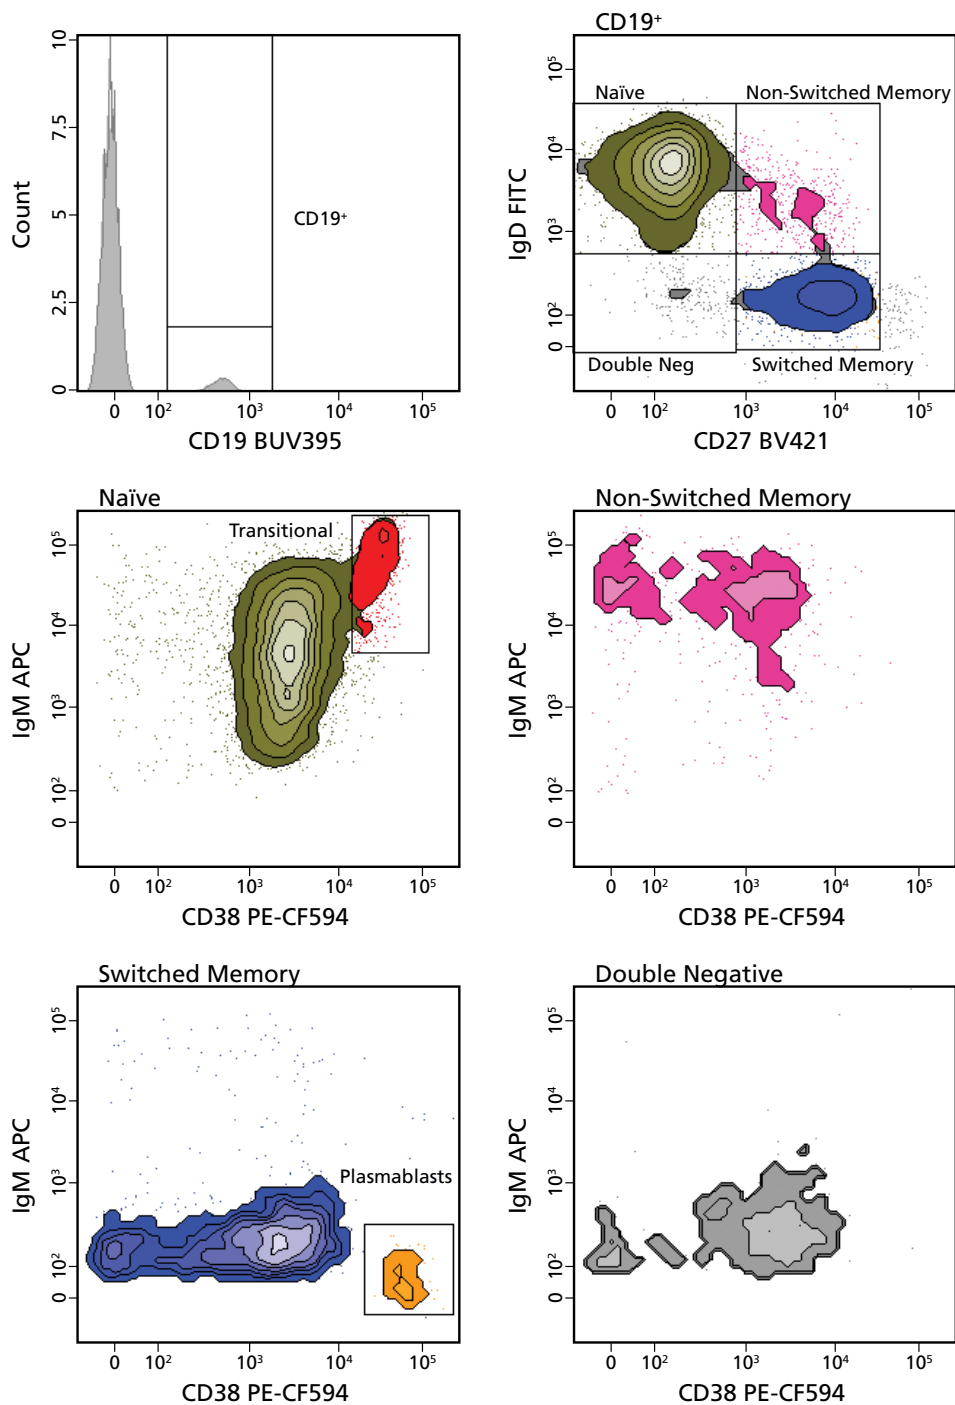 CD19⁺
10
7.5
5
2.5
0
Count
CD19⁺
0 10² 10³ 10⁴ 10⁵
CD19 BUV395
10⁵
10⁴
10³
10²
0
IgD FITC
Naïve Non-Switched Memory
Double Neg Switched Memory
0 10² 10³ 10⁴ 10⁵
CD27 BV421
Naïve
Transitional
10⁵
10⁴
10³
10²
0
IgM APC
0 10² 10³ 10⁴ 10⁵
CD38 PE-CF594
Non-Switched Memory
10⁵
10⁴
10³
10²
0
IgM APC
0 10² 10³ 10⁴ 10⁵
CD38 PE-CF594
Switched Memory
10⁵
10⁴
10³
10²
0
IgM APC
Plasmablasts
0 10² 10³ 10⁴ 10⁵
CD38 PE-CF594
Double Negative
10⁵
10⁴
10³
10²
0
IgM APC
0 10² 10³ 10⁴ 10⁵
CD38 PE-CF594